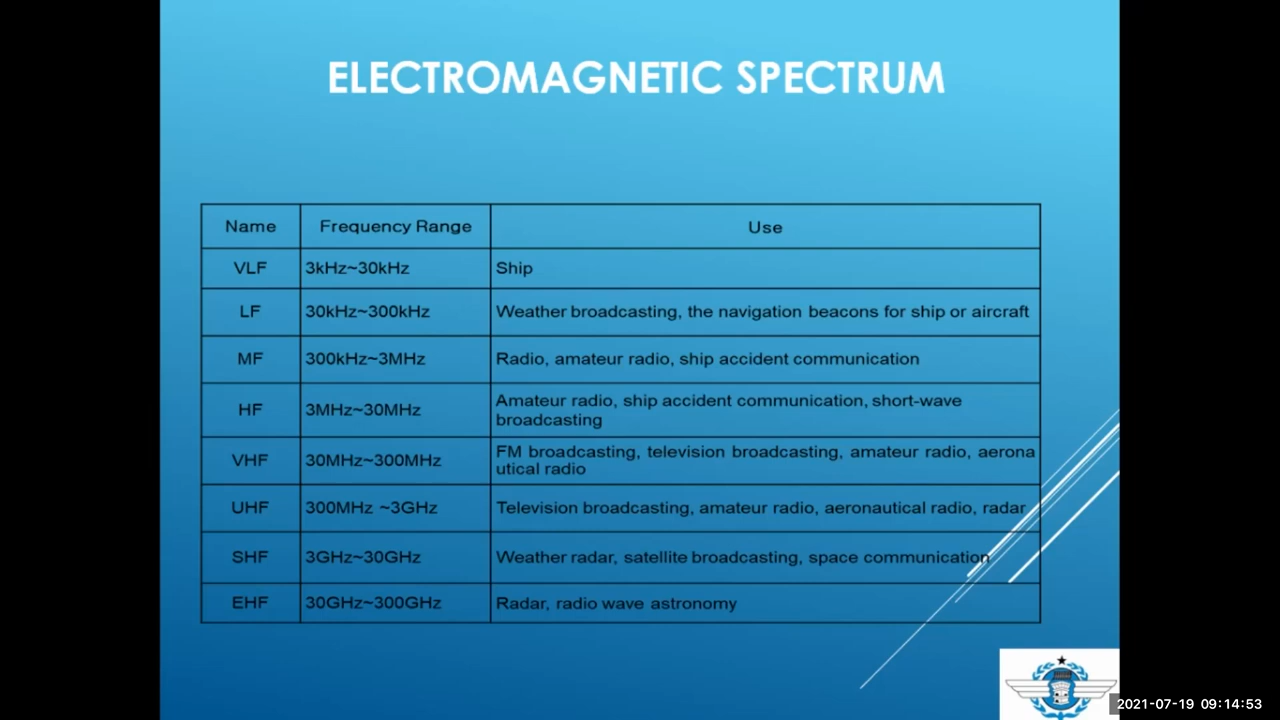 ELECTROMAGNETIC SPECTRUM
Name Frequency Range Use
VLF 3kHz~30kHz Ship
LF 30kHz~300kHz Weather broadcasting, the navigation beacons for ship or aircraft
MF 300kHz~3MHz Radio, amateur radio, ship accident communication
HF 3MHz~30MHz Amateur radio, ship accident communication, short-wave
broadcasting
VHF 30MHz~300MHz FM broadcasting, television broadcasting, amateur radio, aerona
utical radio
UHF 300MHz ~3GHz Television broadcasting, amateur radio, aeronautical radio, radar
SHF 3GHz~30GHz Weather radar, satellite broadcasting, space communication
EHF 30GHz~300GHz Radar, radio wave astronomy
2021-07-19 09:14:53